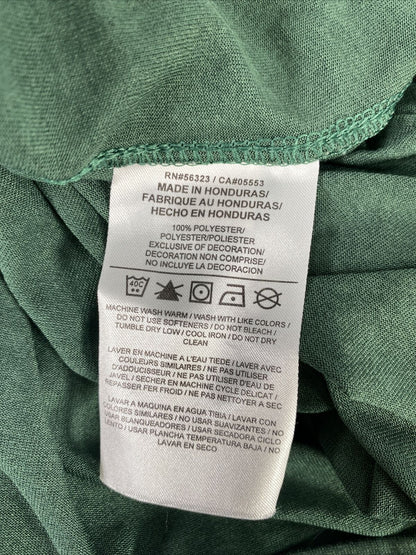 RN#56323 / CA#05553
MADE IN HONDURAS/
FABRIQUE AU HONDURAS/
HECHO EN HONDURAS
100% POLYESTER/
POLYESTER/POLIESTER
EXCLUSIVE OF DECORATION/
DECORATION NON COMPRISE/
NO INCLUYE LA DECORACION
40C
MACHINE WASH WARM / WASH WITH LIKE COLORS /
DO NOT USE SOFTENERS / DO NOT BLEACH /
TUMBLE DRY LOW / COOL IRON / DO NOT DRY
CLEAN
LAVER EN MACHINE A L'EAU TIEDE / LAVER AVEC
COULEURS SIMILAIRES / NE PAS UTILISER
D'ADOUCISSEUR / NE PAS UTILISER D'EAU DE
JAVEL / SECHER EN MACHINE CYCLE DELICAT /
REPASSER FER FROID / NE PAS NETTOYER A SEC
LAVAR A MAQUINA EN AGUA TIBIA / LAVAR CON
COLORES SIMILARES / NO USAR SUAVIZANTES / NO
USAR BLANQUEADORES / USAR SECADORA CICLO
LENTO / USAR PLANCHA TEMPERATURA BAJA / NO
LAVAR EN SECO